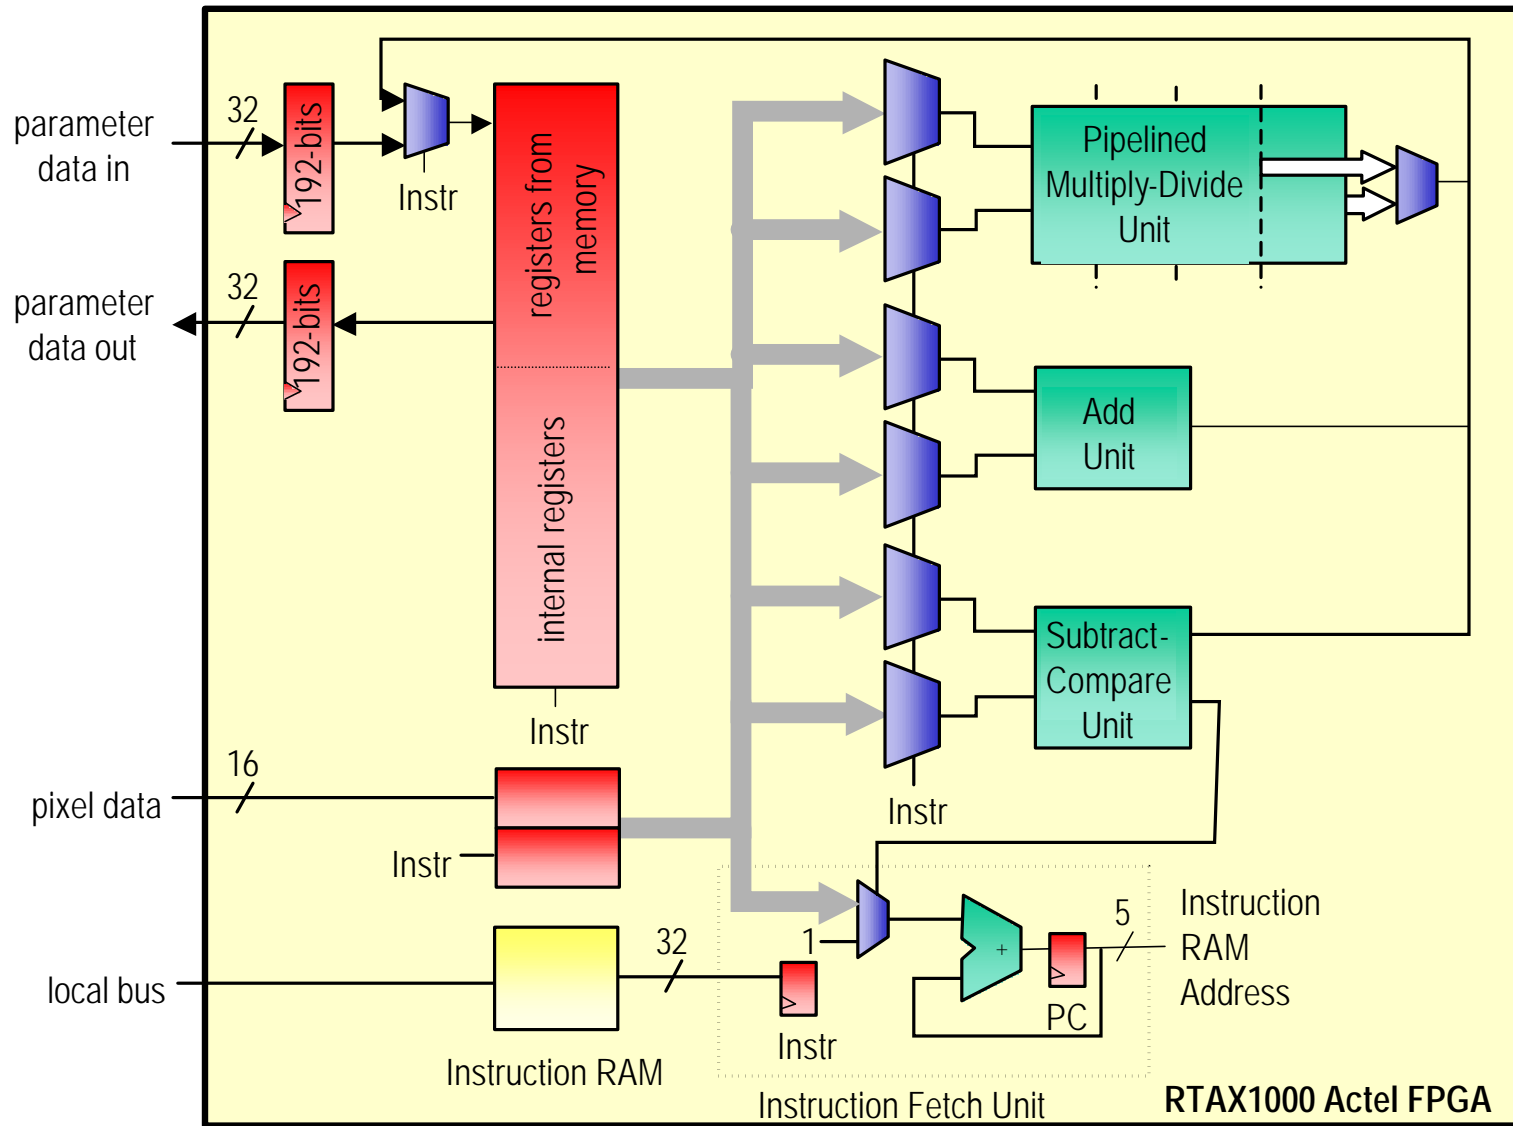 parameter
data in
32
192-bits
Instr
registers from
memory
Pipelined
Multiply-Divide
Unit
parameter
data out
32
192-bits
internal registers
Add
Unit
Subtract-
Compare
Unit
Instr
Instr
pixel data
16
Instr
local bus
32
Instruction RAM
1
Instr
+
PC
5
Instruction
RAM
Address
Instruction Fetch Unit
RTAX1000 Actel FPGA